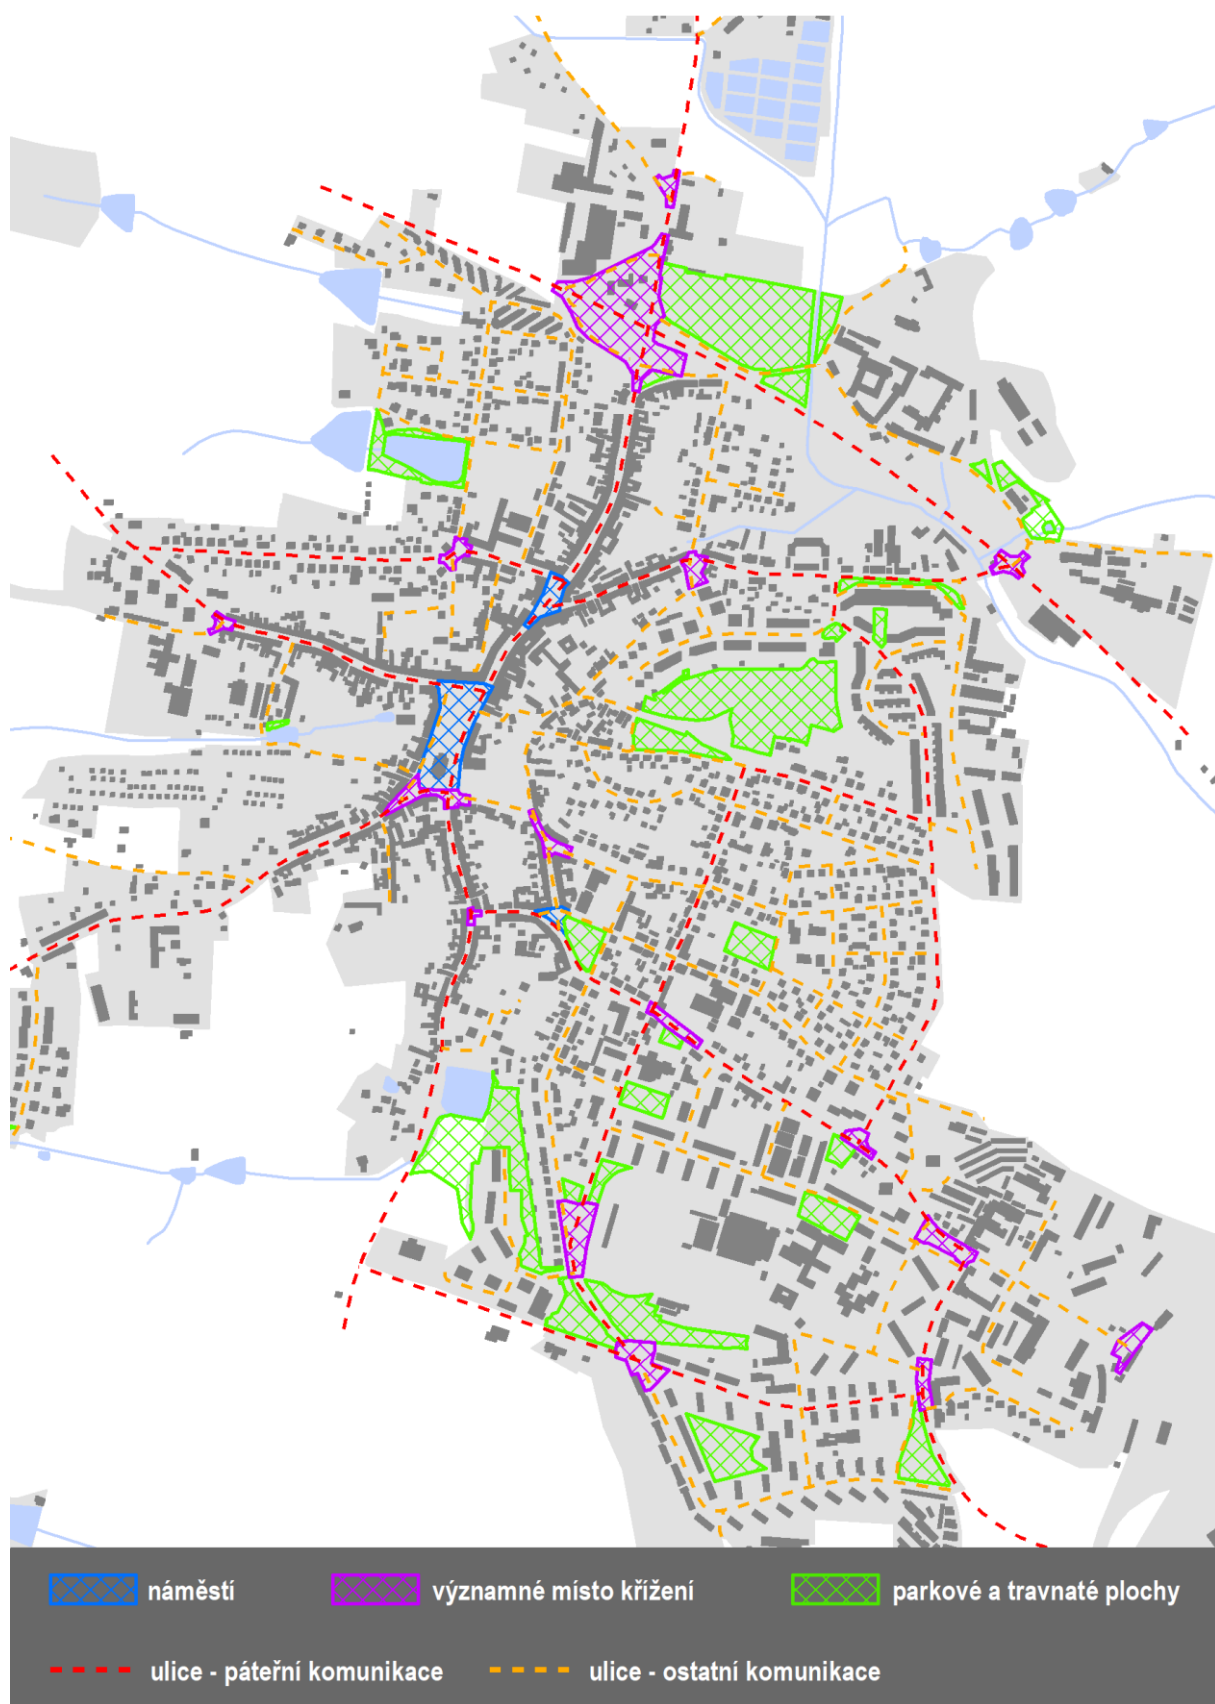 náměstí
významné místo křížení
parkové a travnaté plochy
ulice - páteřní komunikace
ulice - ostatní komunikace